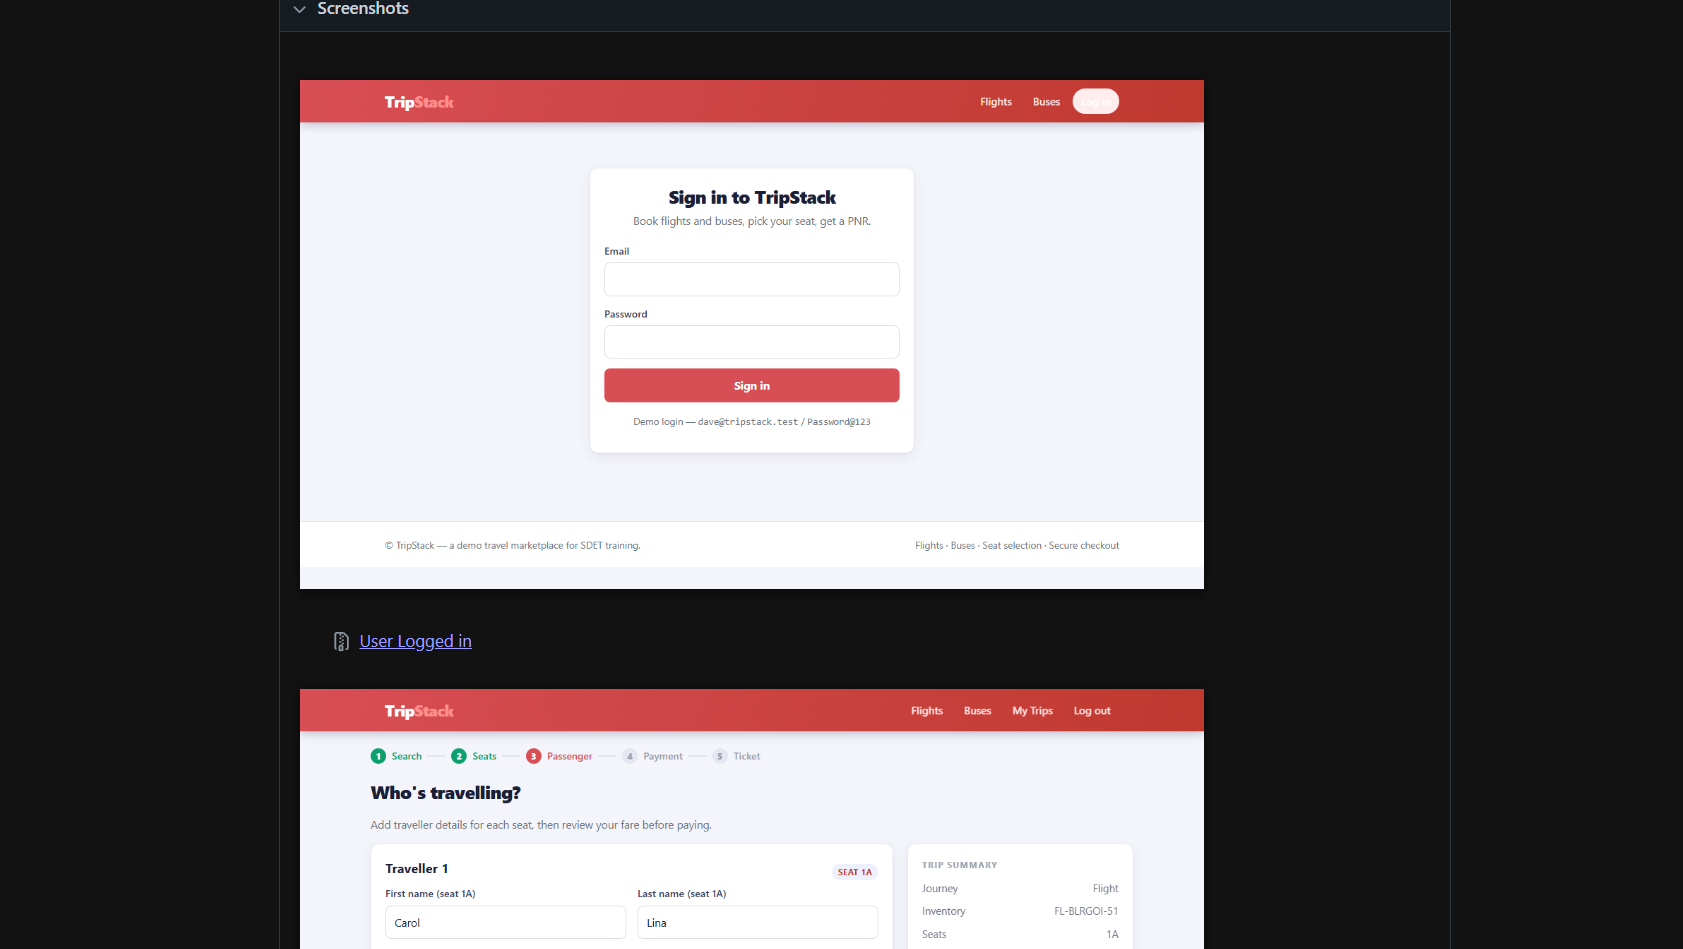 Screenshots
TripStack
Flights
Buses
Log in
Sign in to TripStack
Book flights and buses, pick your seat, get a PNR.
Email
Password
Sign in
Demo login — dave@tripstack.test / Password@123
© TripStack — a demo travel marketplace for SDET training.
Flights · Buses · Seat selection · Secure checkout
User Logged in
TripStack
Flights
Buses
My Trips
Log out
1 Search
2 Seats
3 Passenger
4 Payment
5 Ticket
Who's travelling?
Add traveller details for each seat, then review your fare before paying.
Traveller 1
SEAT 1A
First name (seat 1A)
Last name (seat 1A)
Carol
Lina
TRIP SUMMARY
Journey
Flight
Inventory
FL-BLRGOI-51
Seats
1A